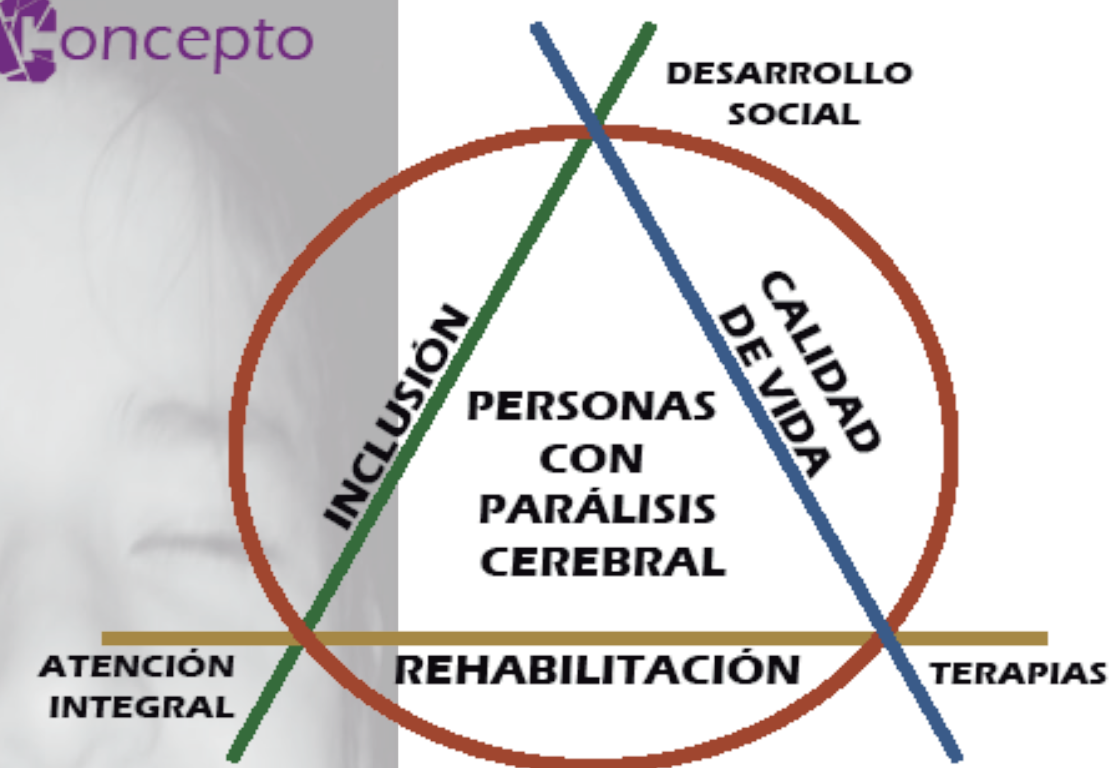 Concepto
DESARROLLO
SOCIAL
INCLUSIÓN
CALIDAD
DE VIDA
PERSONAS
CON
PARÁLISIS
CEREBRAL
ATENCIÓN
INTEGRAL
REHABILITACIÓN
TERAPIAS